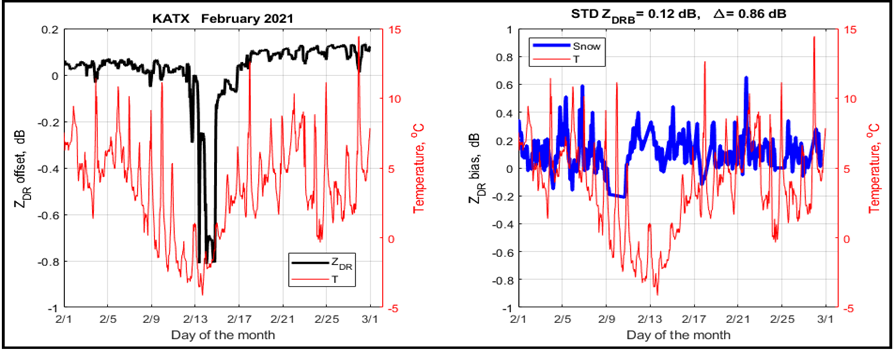 KATX February 2021
0.2
0
-0.2
-0.4
-0.6
-0.8
-1
Z_DR offset, dB
15
10
5
0
-5
Temperature, °C
Z_DR
T
2/1 2/5 2/9 2/13 2/17 2/21 2/25 3/1
Day of the month
STD Z_DRB = 0.12 dB, Δ= 0.86 dB
1
0.8
0.6
0.4
0.2
0
-0.2
-0.4
-0.6
-0.8
-1
Z_DR bias, dB
Snow
T
15
10
5
0
-5
Temperature, °C
2/1 2/5 2/9 2/13 2/17 2/21 2/25 3/1
Day of the month